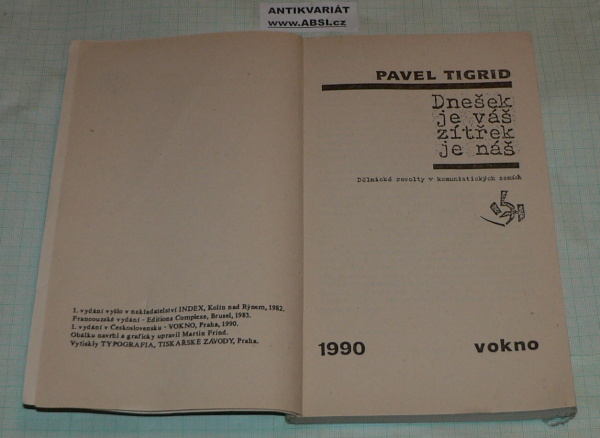 ANTIKVARIÁT
www.ABSI.cz
1. vydání vyšlo v nakladatelství INDEX, Kolín nad Rýnem, 1982.
Francouzské vydání - Editions Complexe, Brusel, 1983.
1. vydání v Československu - VOKNO, Praha, 1990.
Obálku navrhl a graficky upravil Martin Frind.
Vytiskly TYPOGRAFIA, TISKAŘSKÉ ZÁVODY, Praha.
PAVEL TIGRID
Dnešek
je váš
zítřek
je náš
Dělnické revolty v komunistických zemích
1990 vokno